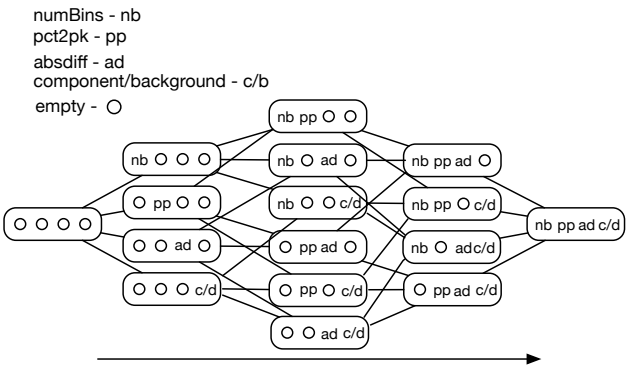 numBins - nb
pct2pk - pp
absdiff - ad
component/background - c/b
empty - ○
nb pp ○ ○
nb ○ ○ ○
nb ○ ad ○
nb pp ad ○
○ pp ○ ○
nb ○ ○ c/d
nb pp ○ c/d
○ ○ ○ ○
nb pp ad c/d
○ ○ ad ○
○ pp ad ○
nb ○ ad c/d
○ ○ ○ c/d
○ pp ○ c/d
○ pp ad c/d
○ ○ ad c/d